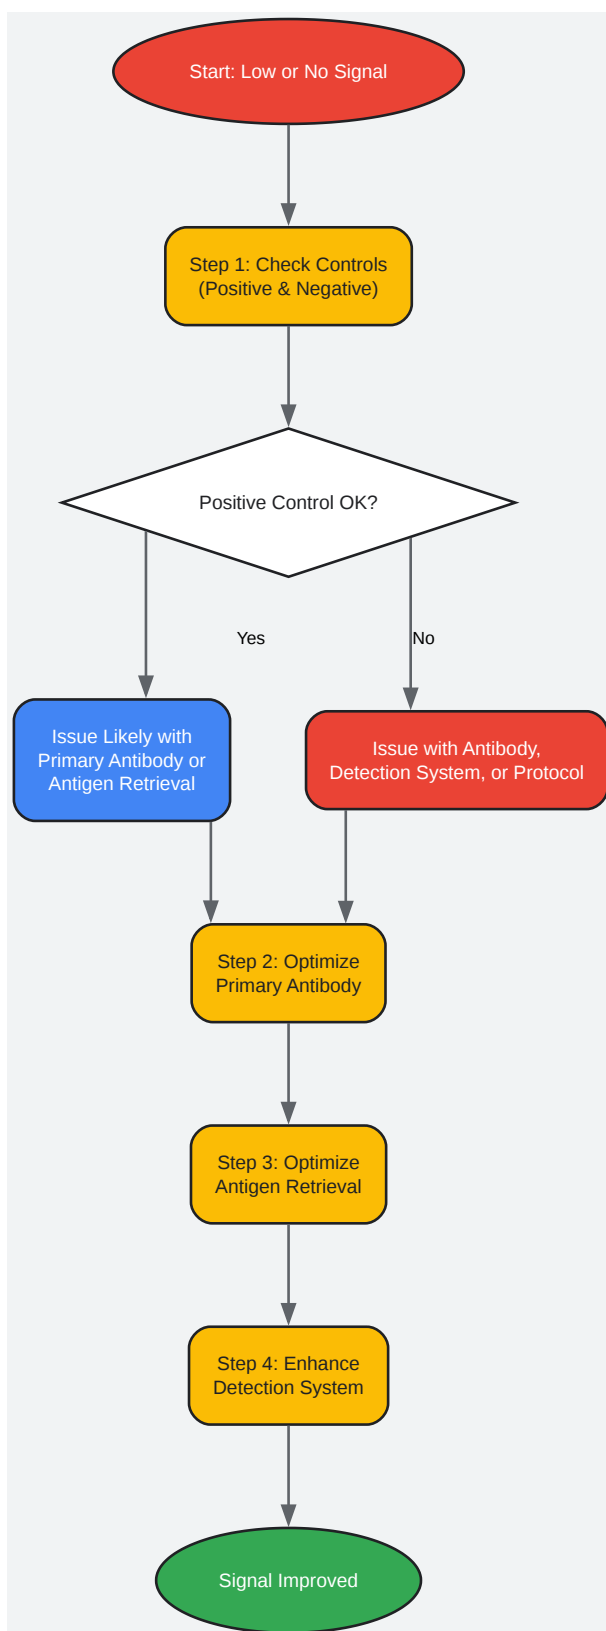 Start: Low or No Signal
Step 1: Check Controls
(Positive & Negative)
Positive Control OK?
Yes
No
Issue Likely with
Primary Antibody or
Antigen Retrieval
Issue with Antibody,
Detection System, or Protocol
Step 2: Optimize
Primary Antibody
Step 3: Optimize
Antigen Retrieval
Step 4: Enhance
Detection System
Signal Improved